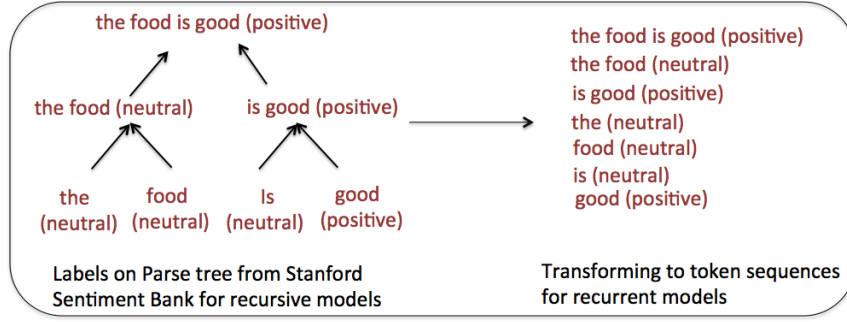 the food is good (positive)
the food (neutral)
is good (positive)
the
(neutral)
food
(neutral)
Is
(neutral)
good
(positive)
Labels on Parse tree from Stanford
Sentiment Bank for recursive models
the food is good (positive)
the food (neutral)
is good (positive)
the (neutral)
food (neutral)
is (neutral)
good (positive)
Transforming to token sequences
for recurrent models